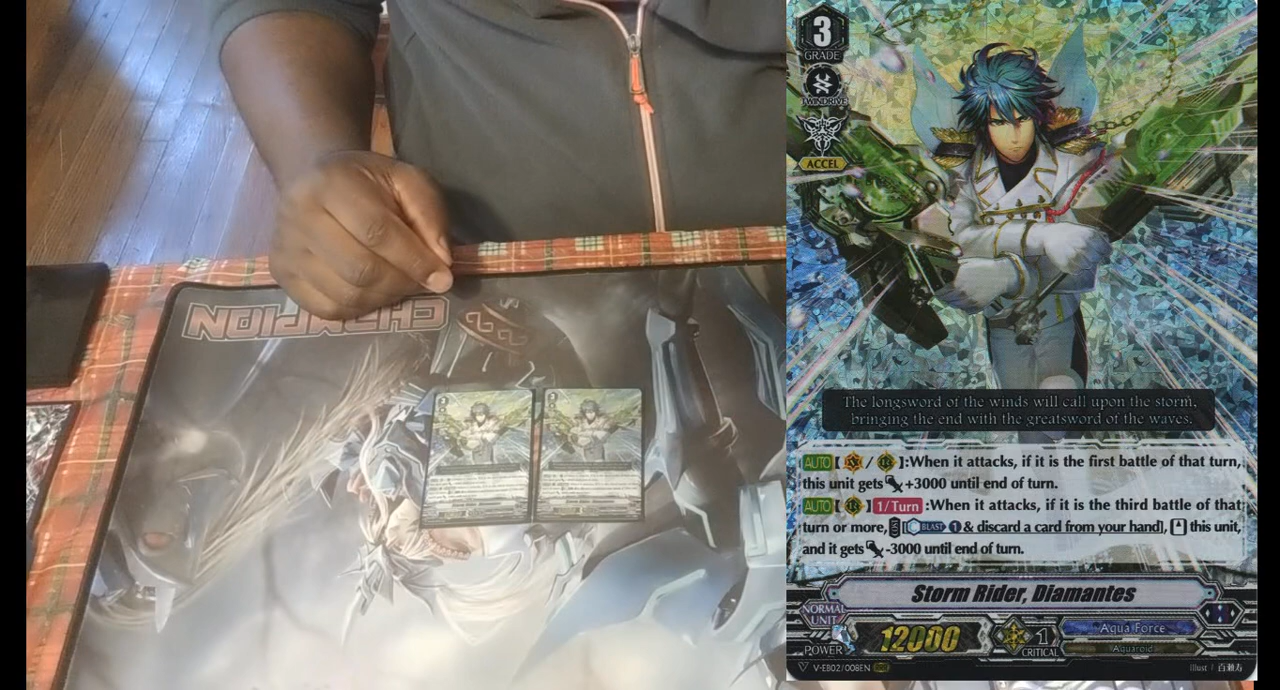 CHAMPION
3
GRADE
TWINDRIVE
ACCEL
The longsword of the winds will call upon the storm,
bringing the end with the greatsword of the waves.
AUTO【 / 】:When it attacks, if it is the first battle of that turn,
this unit gets +3000 until end of turn.
AUTO【 】1/Turn :When it attacks, if it is the third battle of that
turn or more, [ BLAST 1 & discard a card from your hand], this unit,
and it gets -3000 until end of turn.
Storm Rider, Diamantes
NORMAL
UNIT
POWER
12000
1
CRITICAL
Aqua Force
Aquaroid
V-EB02/008EN
Illust